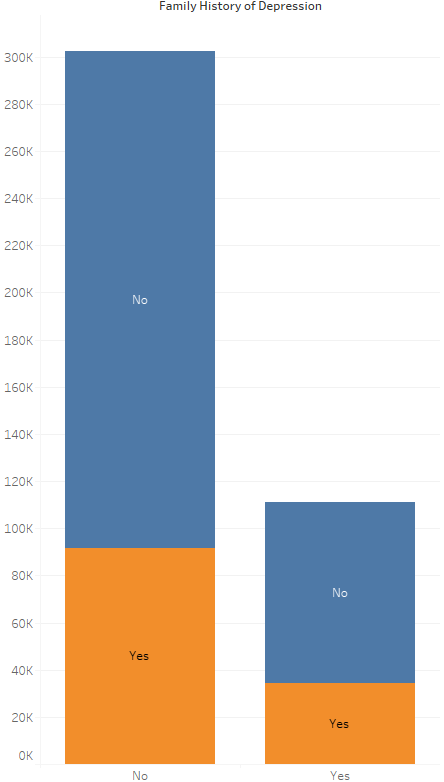 Family History of Depression
300K
280K
260K
240K
220K
200K
180K
160K
140K
120K
100K
80K
60K
40K
20K
0K
No
No
Yes
Yes
No Yes